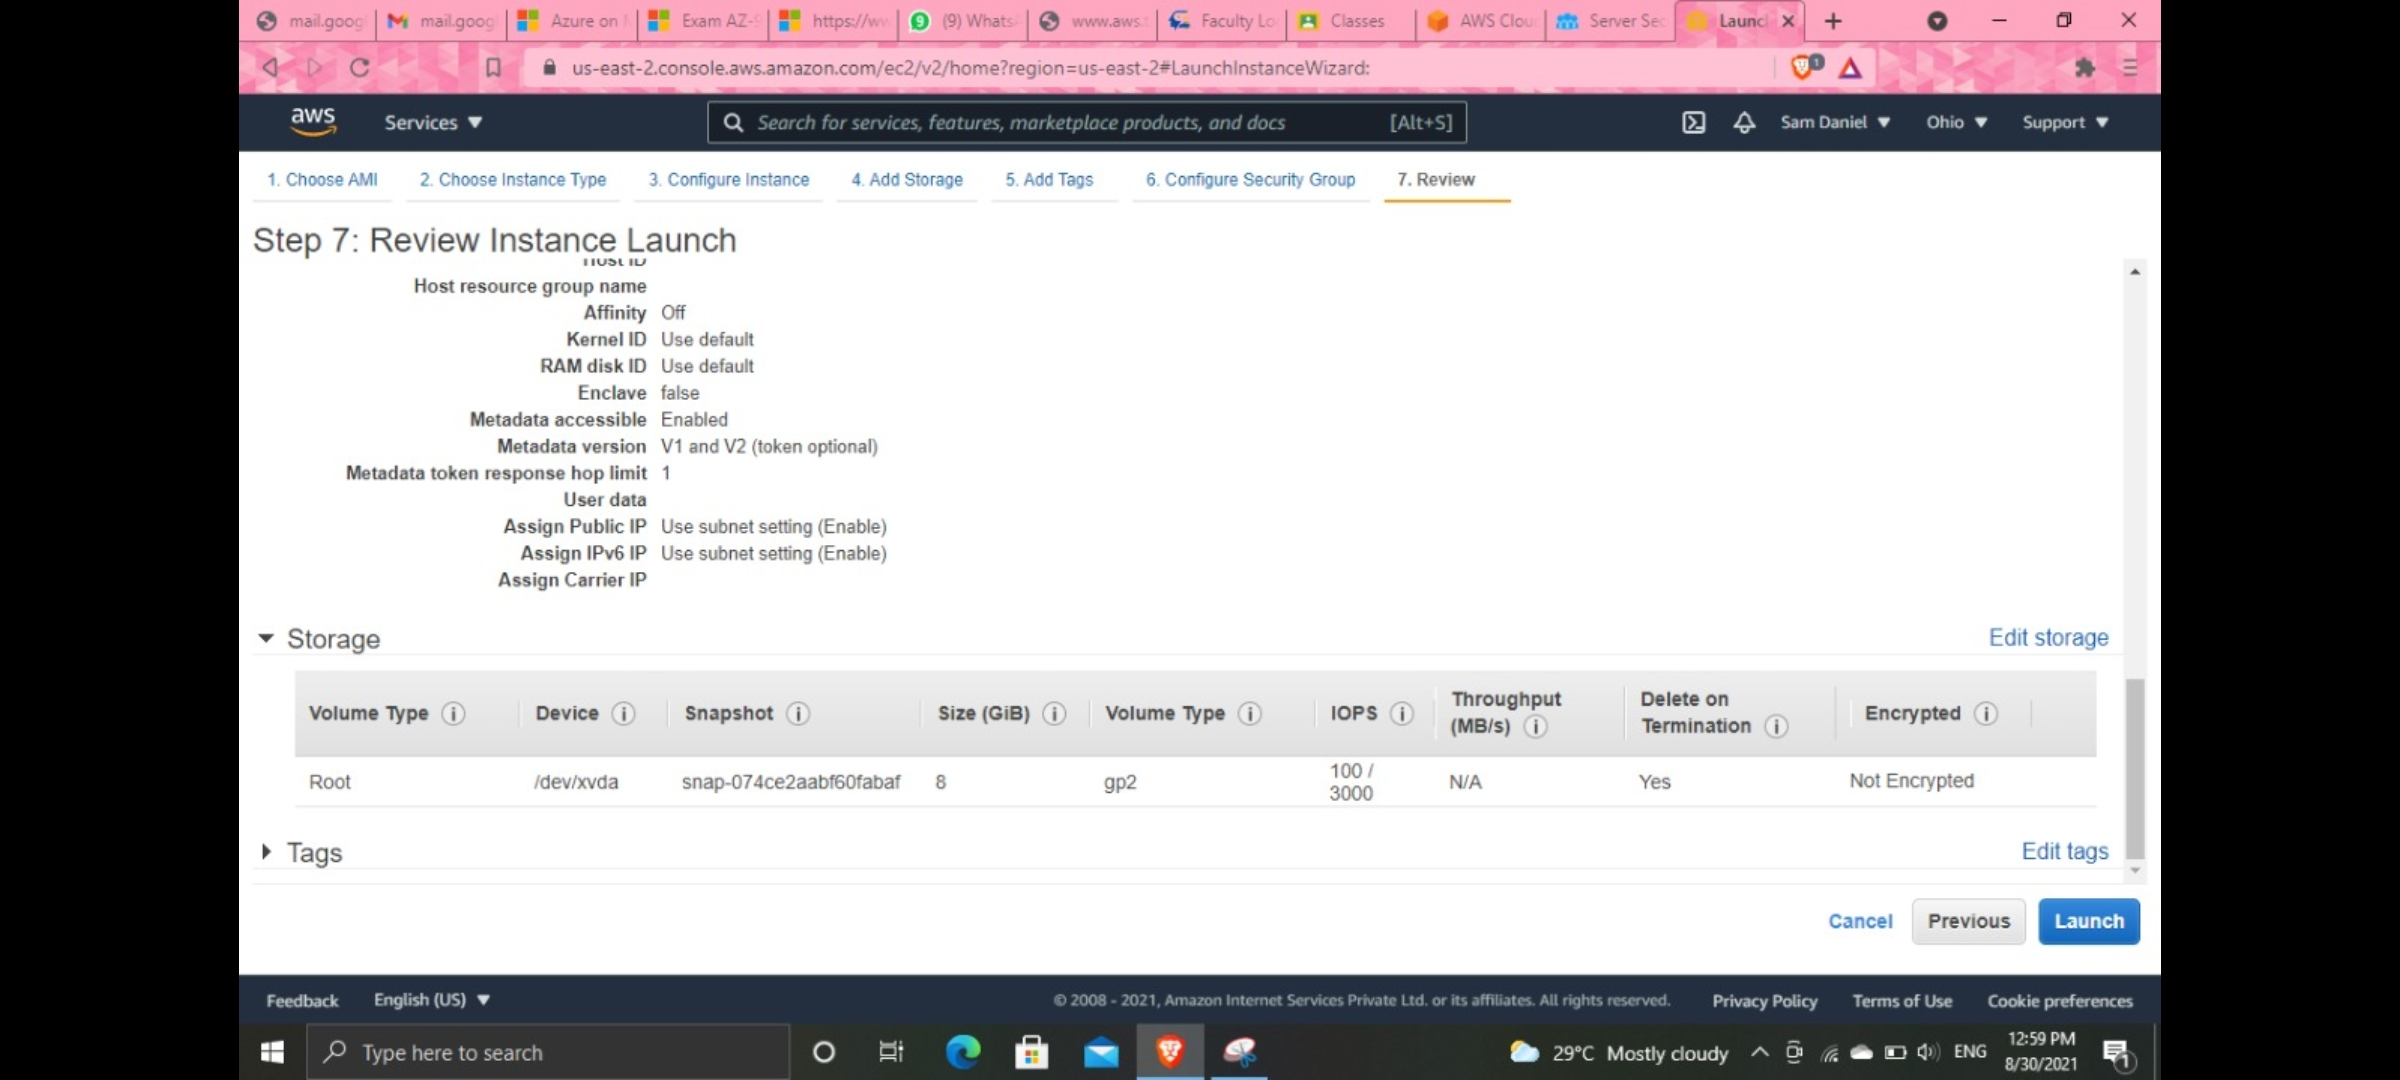 mail.goog
mail.goog
Azure on
Exam AZ-9
https://ww
(9) Whats
www.aws.
Faculty Lo
Classes
AWS Clou
Server Sec
Launc
us-east-2.console.aws.amazon.com/ec2/v2/home?region=us-east-2#LaunchInstanceWizard:
1
aws
Services
Search for services, features, marketplace products, and docs
[Alt+S]
Sam Daniel
Ohio
Support
1. Choose AMI
2. Choose Instance Type
3. Configure Instance
4. Add Storage
5. Add Tags
6. Configure Security Group
7. Review
Step 7: Review Instance Launch
Host ID
Host resource group name
Affinity Off
Kernel ID Use default
RAM disk ID Use default
Enclave false
Metadata accessible Enabled
Metadata version V1 and V2 (token optional)
Metadata token response hop limit 1
User data
Assign Public IP Use subnet setting (Enable)
Assign IPv6 IP Use subnet setting (Enable)
Assign Carrier IP
Storage
Edit storage
Volume Type
Device
Snapshot
Size (GiB)
Volume Type
IOPS
Throughput
(MB/s)
Delete on
Termination
Encrypted
Root
/dev/xvda
snap-074ce2aabf60fabaf
8
gp2
100 /
3000
N/A
Yes
Not Encrypted
Tags
Edit tags
Cancel
Previous
Launch
Feedback
English (US)
© 2008 - 2021, Amazon Internet Services Private Ltd. or its affiliates. All rights reserved.
Privacy Policy
Terms of Use
Cookie preferences
Type here to search
29°C Mostly cloudy
ENG
12:59 PM
8/30/2021
1